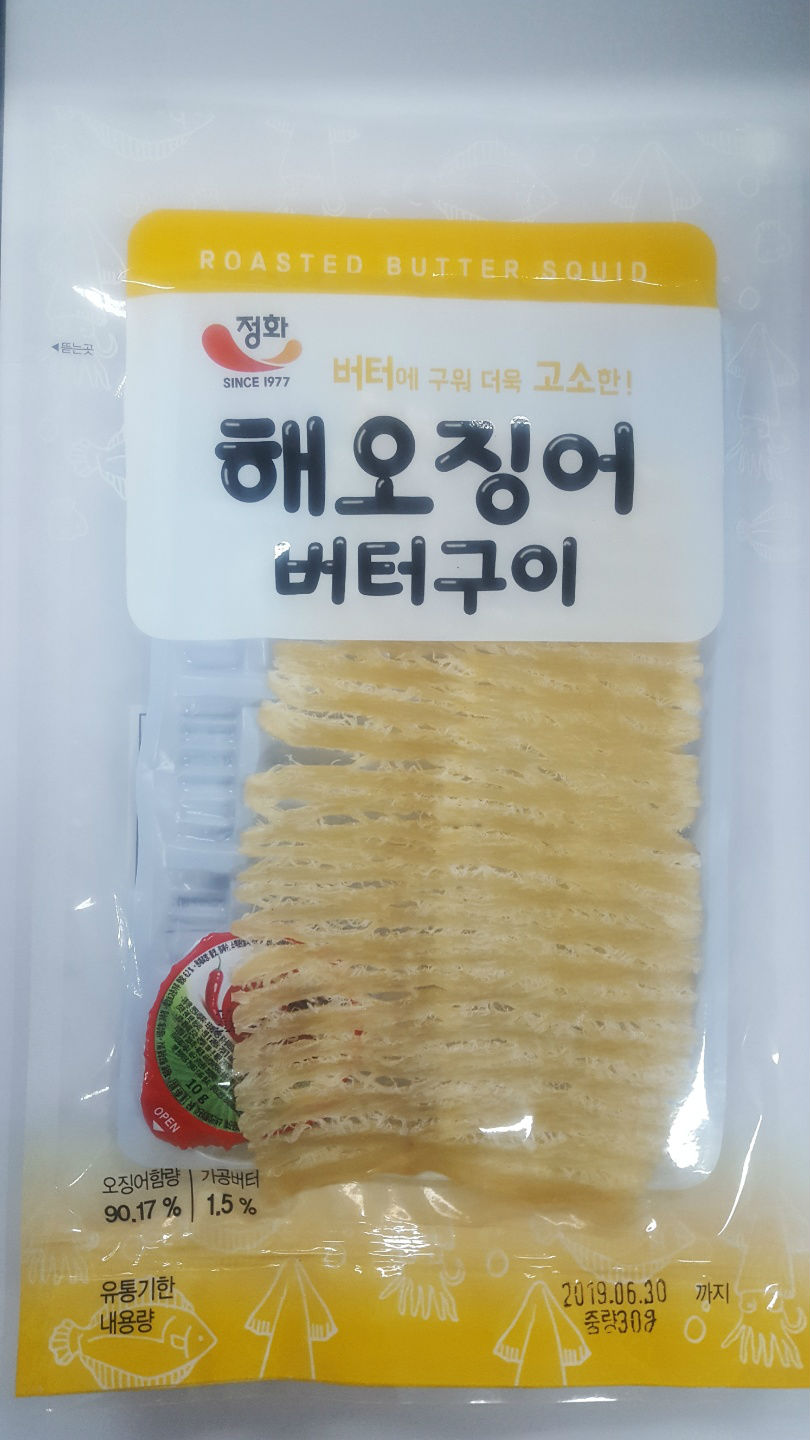 ROASTED BUTTER SQUID
정화
SINCE 1977
◀뜯는곳
버터에 구워 더욱 고소한!
해오징어
버터구이
10 g
OPEN
오징어함량 가공버터
90.17 % 1.5 %
유통기한 2019.06.30 까지
내용량 중량30g